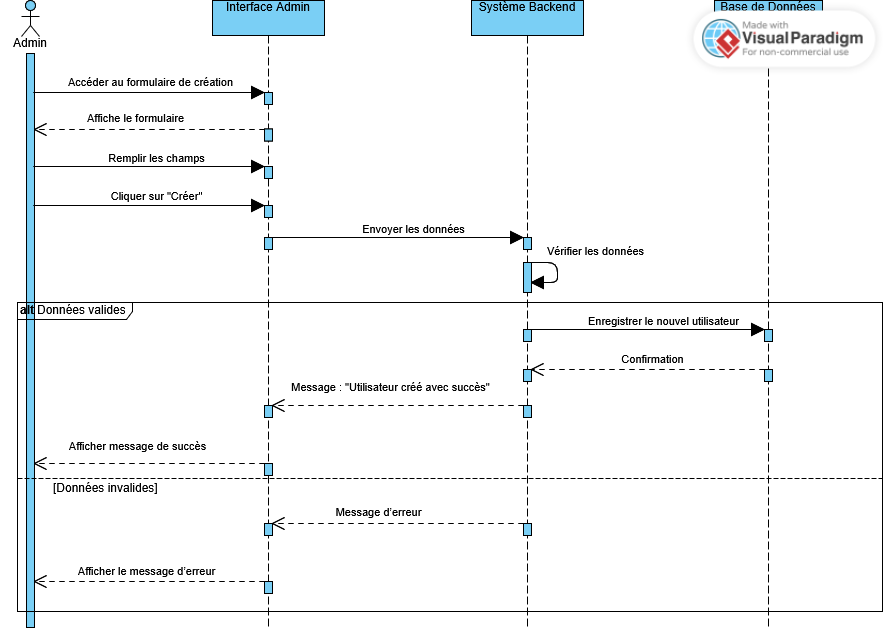 Interface Admin
Système Backend
Base de Données
Made with
VisualParadigm
For non-commercial use
Admin
Accéder au formulaire de création
Affiche le formulaire
Remplir les champs
Cliquer sur "Créer"
Envoyer les données
Vérifier les données
alt Données valides
Enregistrer le nouvel utilisateur
Confirmation
Message : "Utilisateur créé avec succès"
Afficher message de succès
[Données invalides]
Message d'erreur
Afficher le message d'erreur